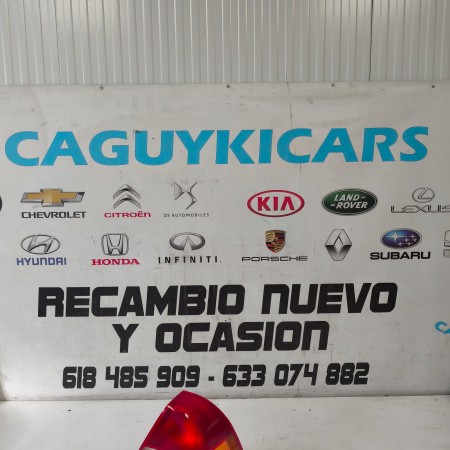 CAGUYKICARS
CHEVROLET CITROËN DS AUTOMOBILES KIA LAND ROVER LEXUS
HYUNDAI HONDA INFINITI PORSCHE SUBARU
RECAMBIO NUEVO
Y OCASION
618 485 909 - 633 074 882